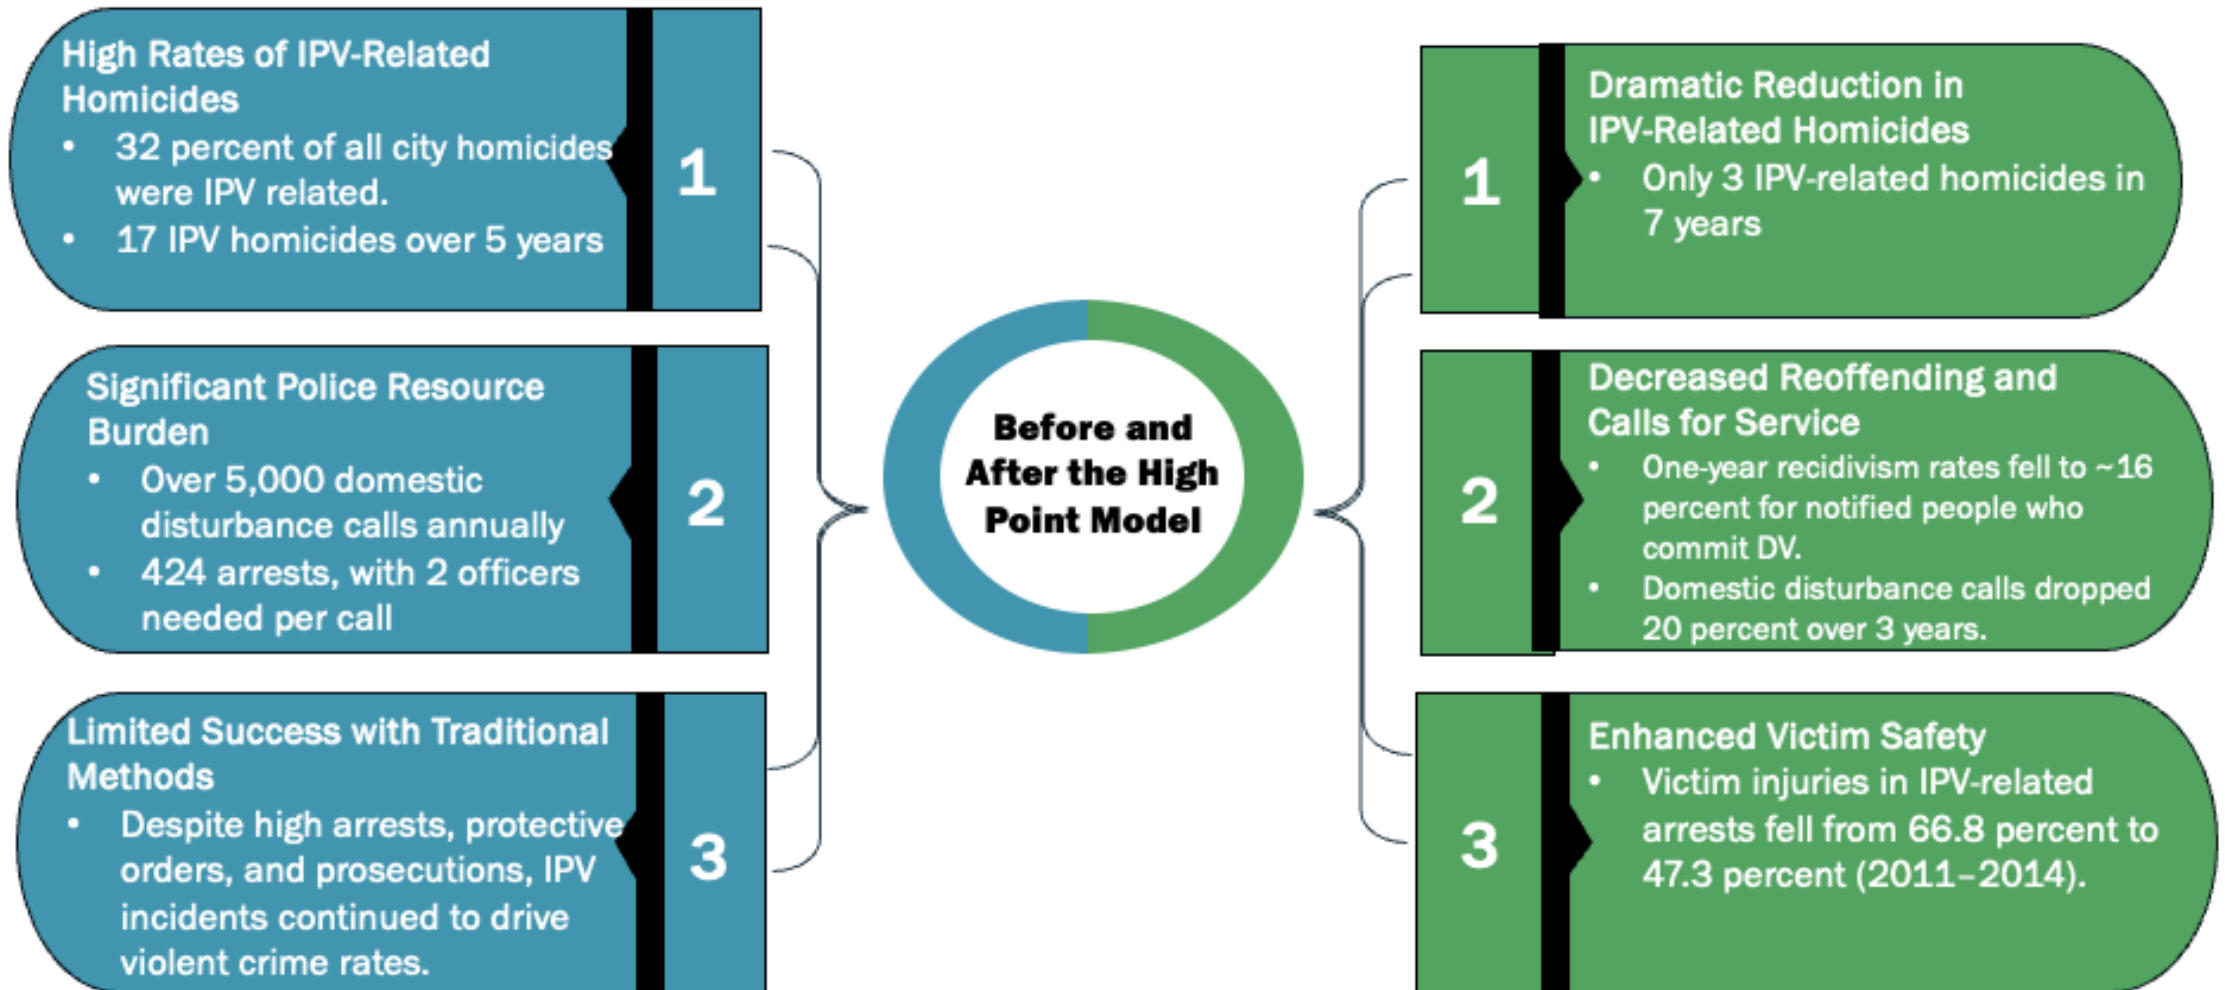 High Rates of IPV-Related
Homicides
• 32 percent of all city homicides
were IPV related.
• 17 IPV homicides over 5 years
1
Significant Police Resource
Burden
• Over 5,000 domestic
disturbance calls annually
• 424 arrests, with 2 officers
needed per call
2
Limited Success with Traditional
Methods
• Despite high arrests, protective
orders, and prosecutions, IPV
incidents continued to drive
violent crime rates.
3
Before and
After the High
Point Model
1
Dramatic Reduction in
IPV-Related Homicides
• Only 3 IPV-related homicides in
7 years
2
Decreased Reoffending and
Calls for Service
• One-year recidivism rates fell to ~16
percent for notified people who
commit DV.
• Domestic disturbance calls dropped
20 percent over 3 years.
3
Enhanced Victim Safety
• Victim injuries in IPV-related
arrests fell from 66.8 percent to
47.3 percent (2011–2014).